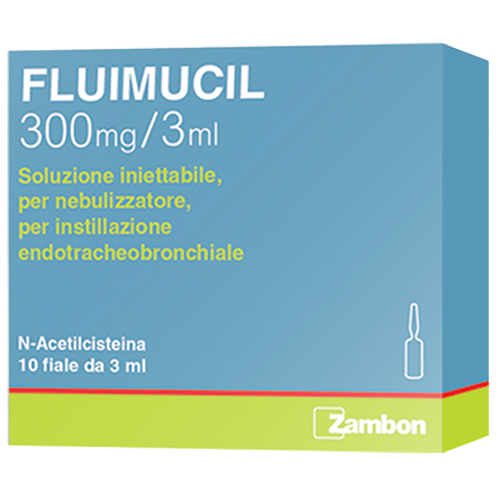 FLUIMUCIL
300mg/3ml
Soluzione iniettabile,
per nebulizzatore,
per instillazione
endotracheobronchiale
N-Acetilcisteina
10 fiale da 3 ml
Zambon